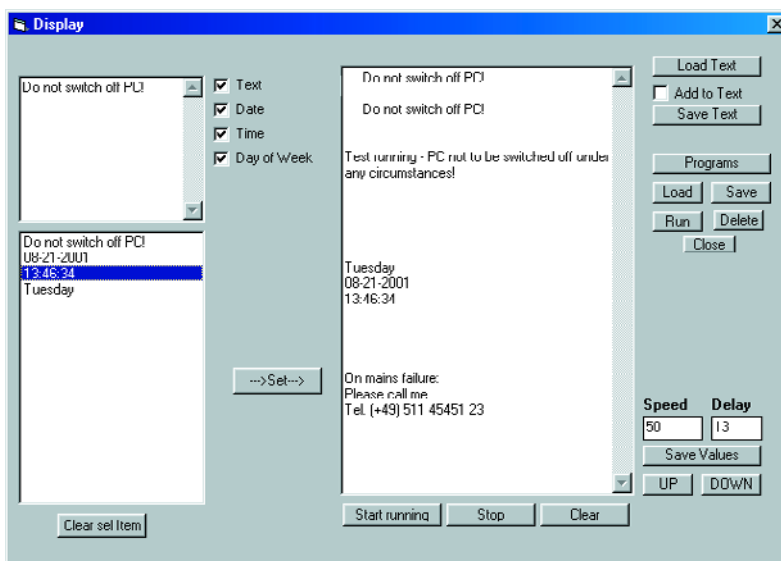 Display
Do not switch off PC!
Text
Date
Time
Day of Week
Do not switch off PC!
08-21-2001
13:46:34
Tuesday
Clear sel Item
--->Set--->
Do not switch off PC!
Do not switch off PC!
Test running - PC not to be switched off under
any circumstances!
Tuesday
08-21-2001
13:46:34
On mains failure:
Please call me
Tel. (+49) 511 45451 23
Start running
Stop
Clear
Load Text
Add to Text
Save Text
Programs
Load
Save
Run
Delete
Close
Speed
Delay
50
13
Save Values
UP
DOWN